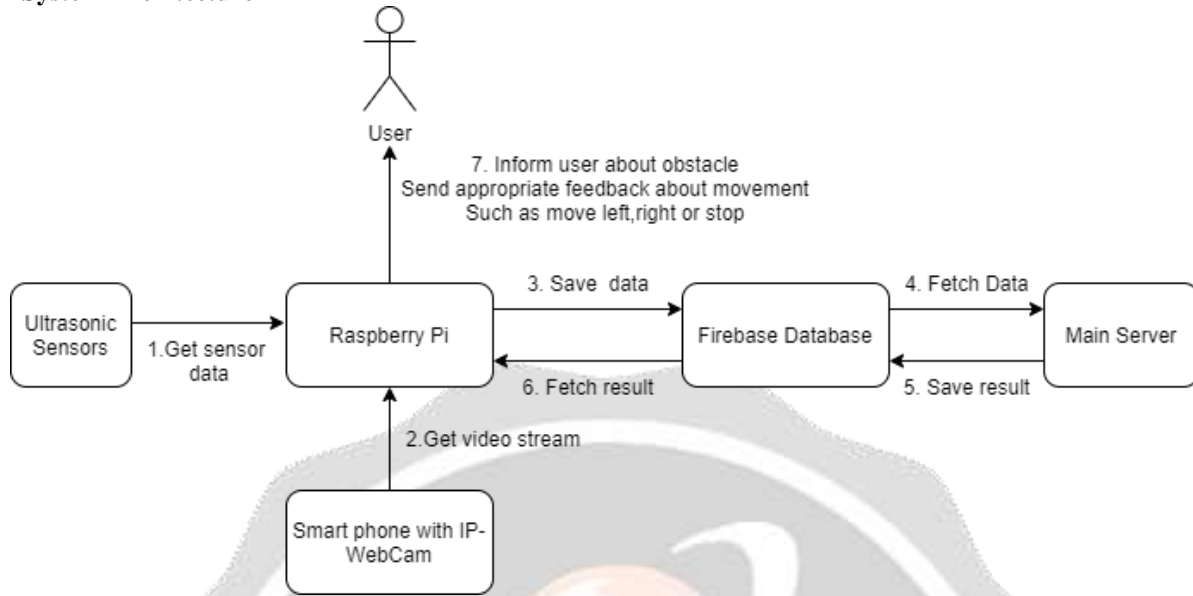 User
7. Inform user about obstacle
Send appropriate feedback about movement
Such as move left,right or stop
3. Save data
4. Fetch Data
Ultrasonic
Sensors
Raspberry Pi
Firebase Database
Main Server
1.Get sensor
data
6. Fetch result
5. Save result
2.Get video stream
Smart phone with IP-
WebCam